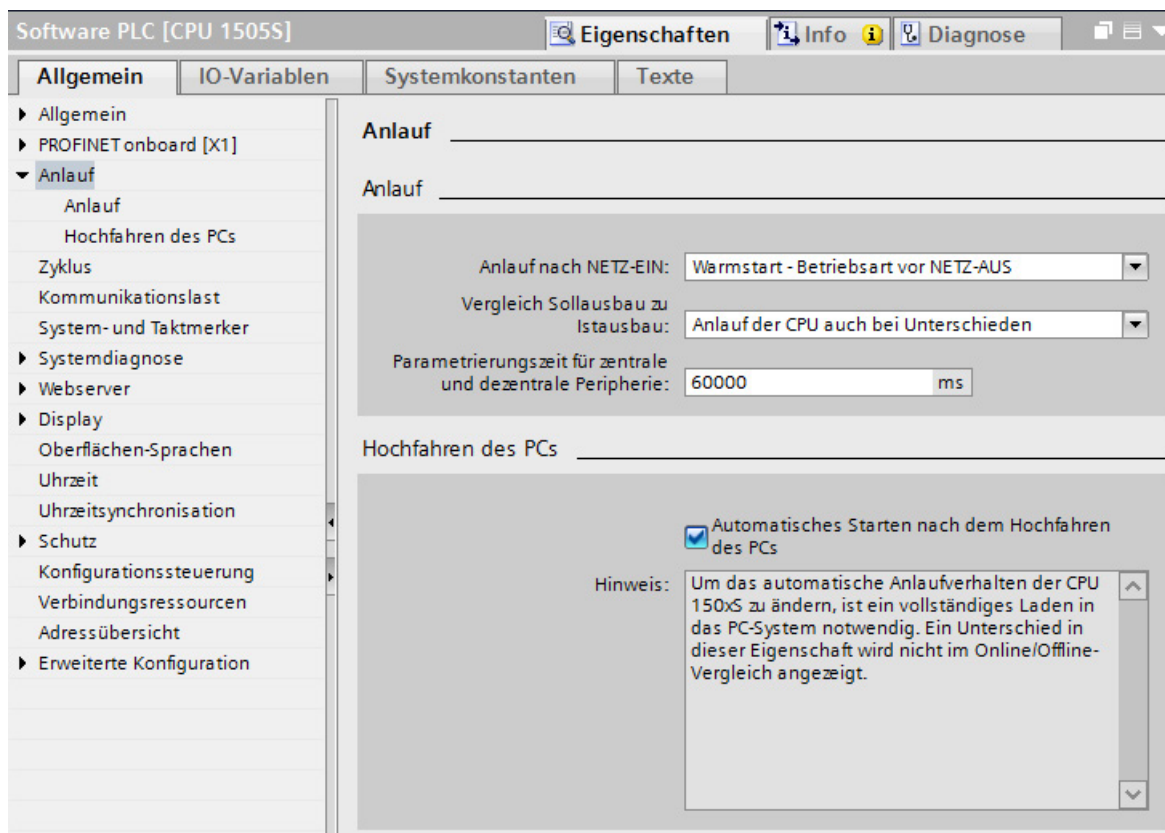 Software PLC [CPU 1505S]
Eigenschaften
Info
Diagnose
Allgemein
IO-Variablen
Systemkonstanten
Texte
Allgemein
PROFINET onboard [X1]
Anlauf
Anlauf
Hochfahren des PCs
Zyklus
Kommunikationslast
System- und Taktmerker
Systemdiagnose
Webserver
Display
Oberflächen-Sprachen
Uhrzeit
Uhrzeitsynchronisation
Schutz
Konfigurationssteuerung
Verbindungsressourcen
Adressübersicht
Erweiterte Konfiguration
Anlauf
Anlauf
Anlauf nach NETZ-EIN:
Warmstart - Betriebsart vor NETZ-AUS
Vergleich Sollausbau zu
Istausbau:
Anlauf der CPU auch bei Unterschieden
Parametrierungszeit für zentrale
und dezentrale Peripherie:
60000 ms
Hochfahren des PCs
Automatisches Starten nach dem Hochfahren
des PCs
Hinweis:
Um das automatische Anlaufverhalten der CPU
150xS zu ändern, ist ein vollständiges Laden in
das PC-System notwendig. Ein Unterschied in
dieser Eigenschaft wird nicht im Online/Offline-
Vergleich angezeigt.